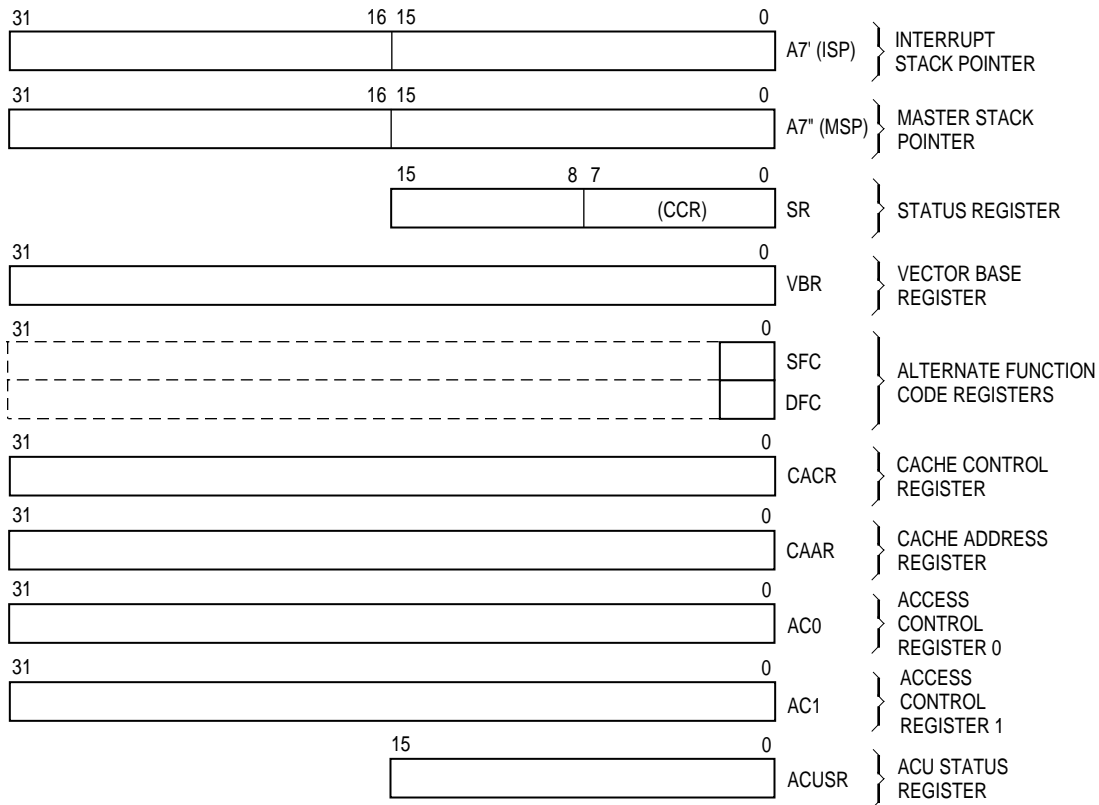 31 16 15 0
A7' (ISP) INTERRUPT
STACK POINTER
31 16 15 0
A7" (MSP) MASTER STACK
POINTER
15 8 7 0
(CCR) SR STATUS REGISTER
31 0
VBR VECTOR BASE
REGISTER
31 0
SFC
ALTERNATE FUNCTION
CODE REGISTERS
DFC
31 0
CACR CACHE CONTROL
REGISTER
31 0
CAAR CACHE ADDRESS
REGISTER
31 0
AC0 ACCESS
CONTROL
REGISTER 0
31 0
AC1 ACCESS
CONTROL
REGISTER 1
15 0
ACUSR ACU STATUS
REGISTER